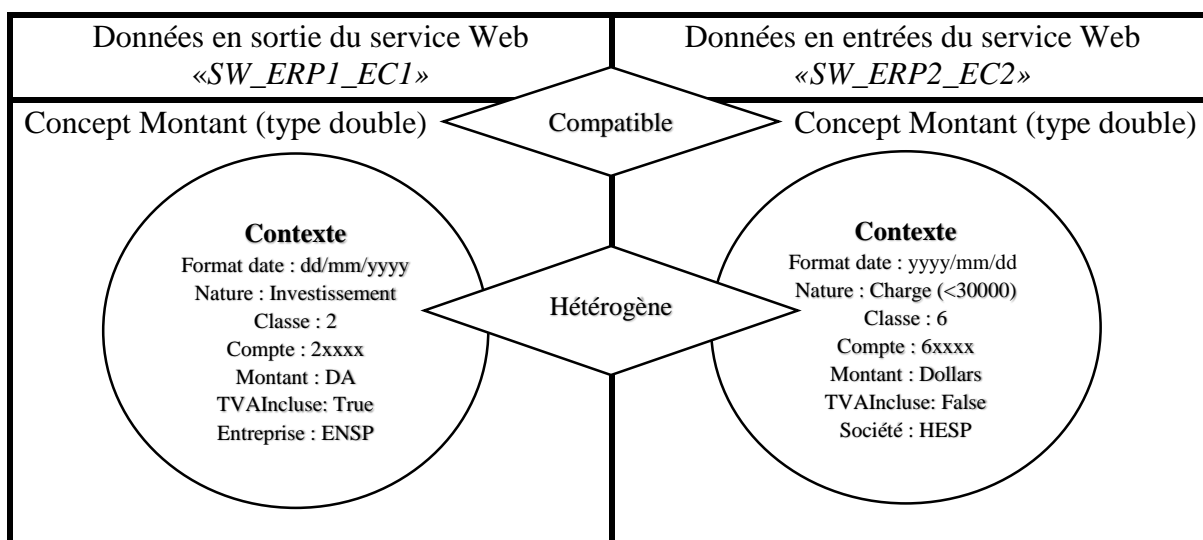 Données en sortie du service Web
«SW_ERP1_EC1»
Données en entrées du service Web
«SW_ERP2_EC2»
Concept Montant (type double)
Compatible
Concept Montant (type double)
Contexte
Format date : dd/mm/yyyy
Nature : Investissement
Classe : 2
Compte : 2xxxx
Montant : DA
TVAIncluse: True
Entreprise : ENSP
Hétérogène
Contexte
Format date : yyyy/mm/dd
Nature : Charge (<30000)
Classe : 6
Compte : 6xxxx
Montant : Dollars
TVAIncluse: False
Société : HESP